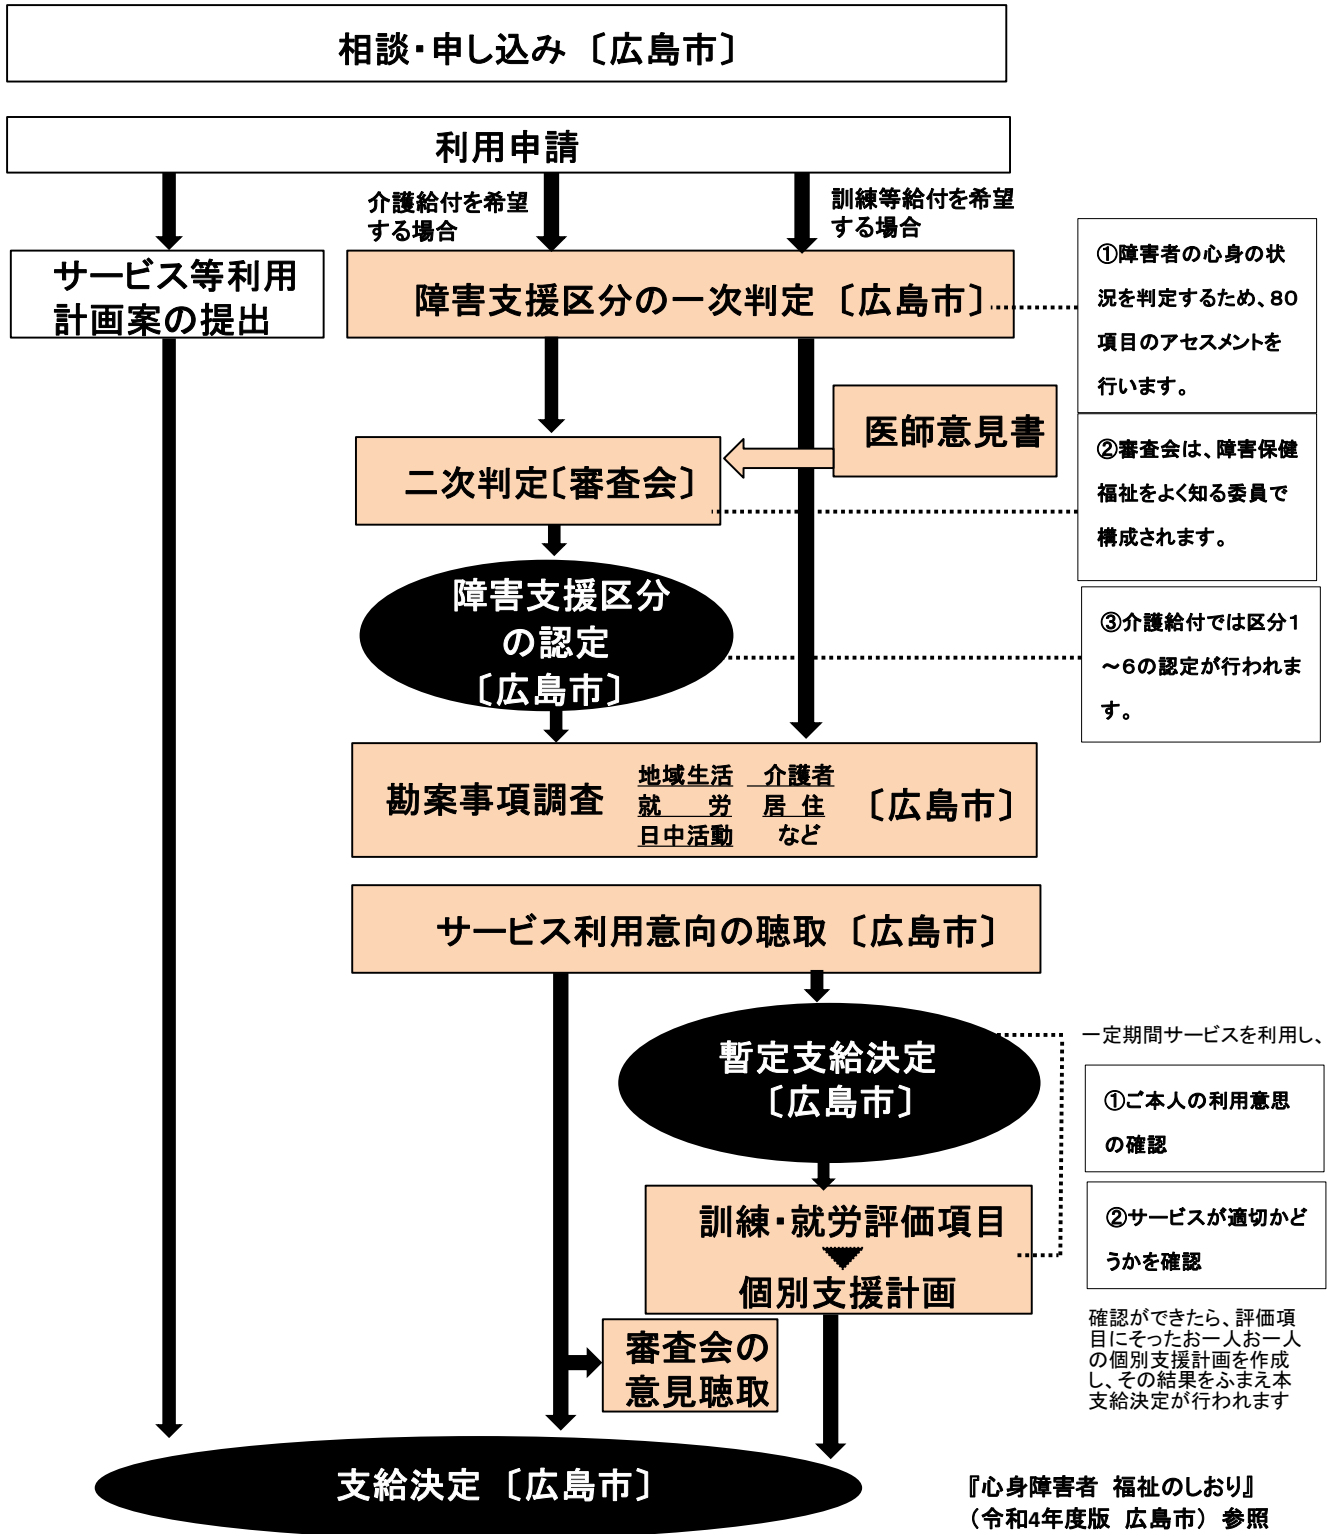 相談・申し込み〔広島市〕
利用申請
介護給付を希望
する場合
訓練等給付を希望
する場合
サービス等利用
計画案の提出
障害支援区分の一次判定〔広島市〕
①障害者の心身の状
況を判定するため、80
項目のアセスメントを
行います。
医師意見書
二次判定〔審査会〕
②審査会は、障害保健
福祉をよく知る委員で
構成されます。
障害支援区分
の認定
〔広島市〕
③介護給付では区分1
～6の認定が行われま
す。
勘案事項調査
地域生活 介護者
就 労 居 住
日中活動 など
〔広島市〕
サービス利用意向の聴取〔広島市〕
暫定支給決定
〔広島市〕
一定期間サービスを利用し、
①ご本人の利用意思
の確認
②サービスが適切かど
うかを確認
訓練・就労評価項目
個別支援計画
確認ができたら、評価項
目にそったお一人お一人
の個別支援計画を作成
し、その結果をふまえ本
支給決定が行われます
審査会の
意見聴取
支給決定〔広島市〕
『心身障害者 福祉のしおり』
（令和4年度版 広島市）参照